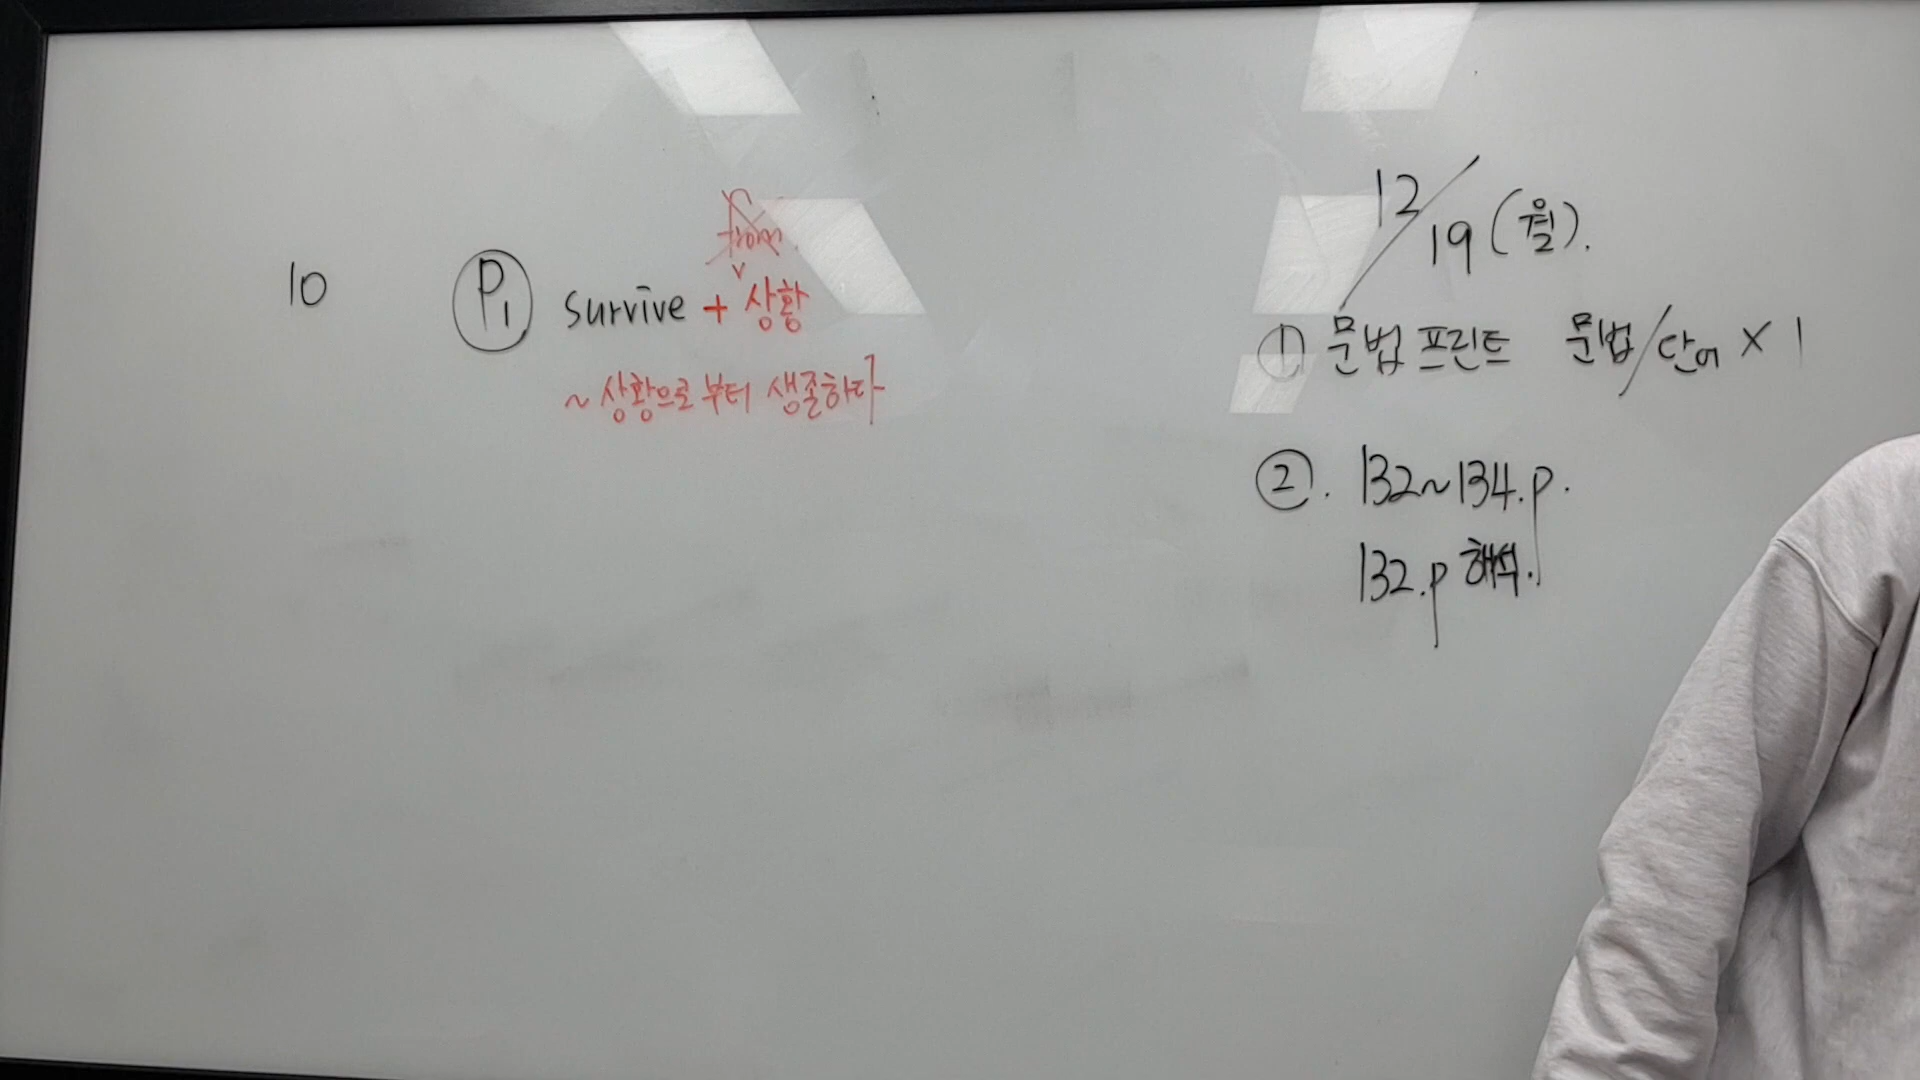 10
P1 survive + 상황
from
~상황으로 부터 생존하다
12/19 (월).
① 문법 프린트 문법/단어 X 1
②. 132~134.p.
132.p 해석.